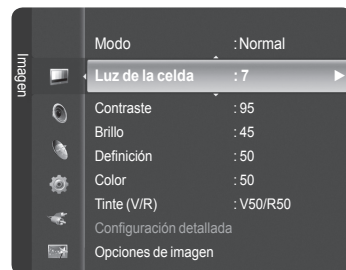 Imagen
Modo : Normal
Luz de la celda : 7
Contraste : 95
Brillo : 45
Definición : 50
Color : 50
Tinte (V/R) : V50/R50
Configuración detallada
Opciones de imagen